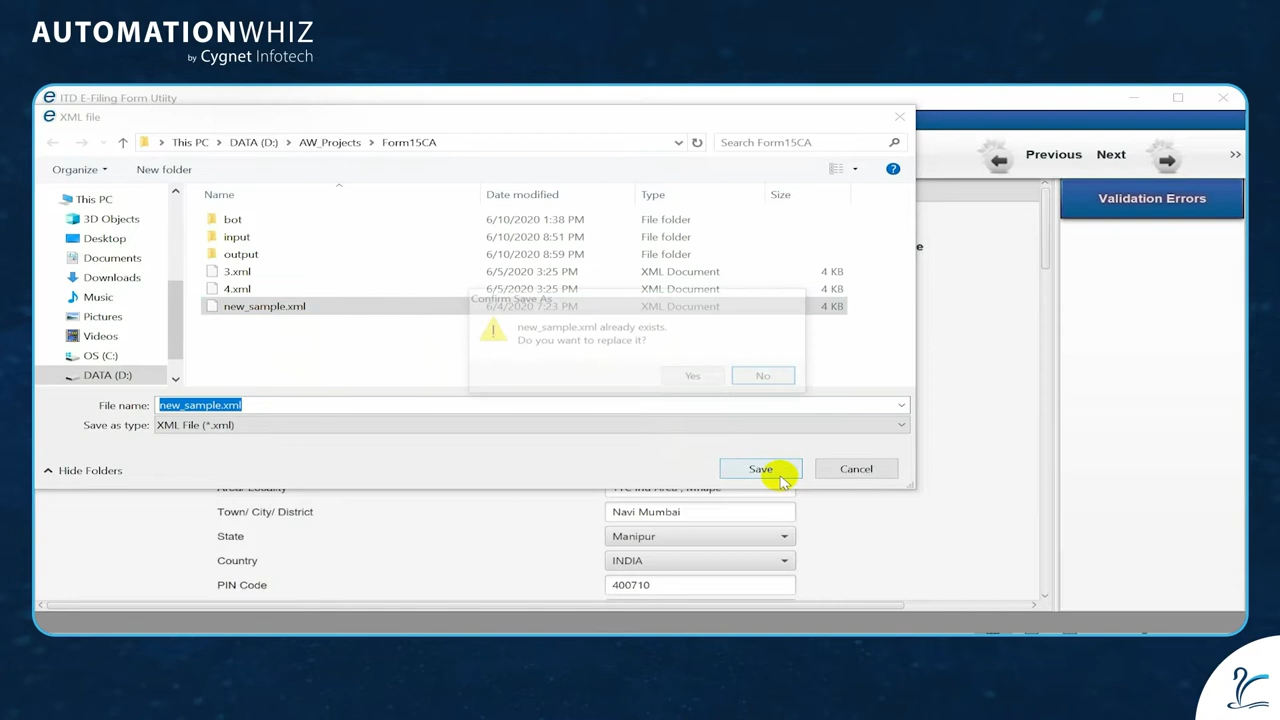 AUTOMATIONWHIZ
by Cygnet Infotech
ITD E-Filing Form Utiity
XML file
This PC > DATA (D:) > AW_Projects > Form15CA
Search Form15CA
Previous
Next
>>
Organize
New folder
?
Validation Errors
This PC
3D Objects
Desktop
Documents
Downloads
Music
Pictures
Videos
OS (C:)
DATA (D:)
Name Date modified Type Size
bot 6/10/2020 1:38 PM File folder
input 6/10/2020 8:51 PM File folder
output 6/10/2020 8:59 PM File folder
3.xml 6/5/2020 3:25 PM XML Document 4 KB
4.xml 6/5/2020 3:25 PM XML Document 4 KB
new_sample.xml 6/4/2020 7:23 PM XML Document 4 KB
Confirm Save As
new_sample.xml already exists.
Do you want to replace it?
Yes
No
File name: new_sample.xml
Save as type: XML File (*.xml)
Hide Folders
Save
Cancel
Town/ City/ District Navi Mumbai
State Manipur
Country INDIA
PIN Code 400710